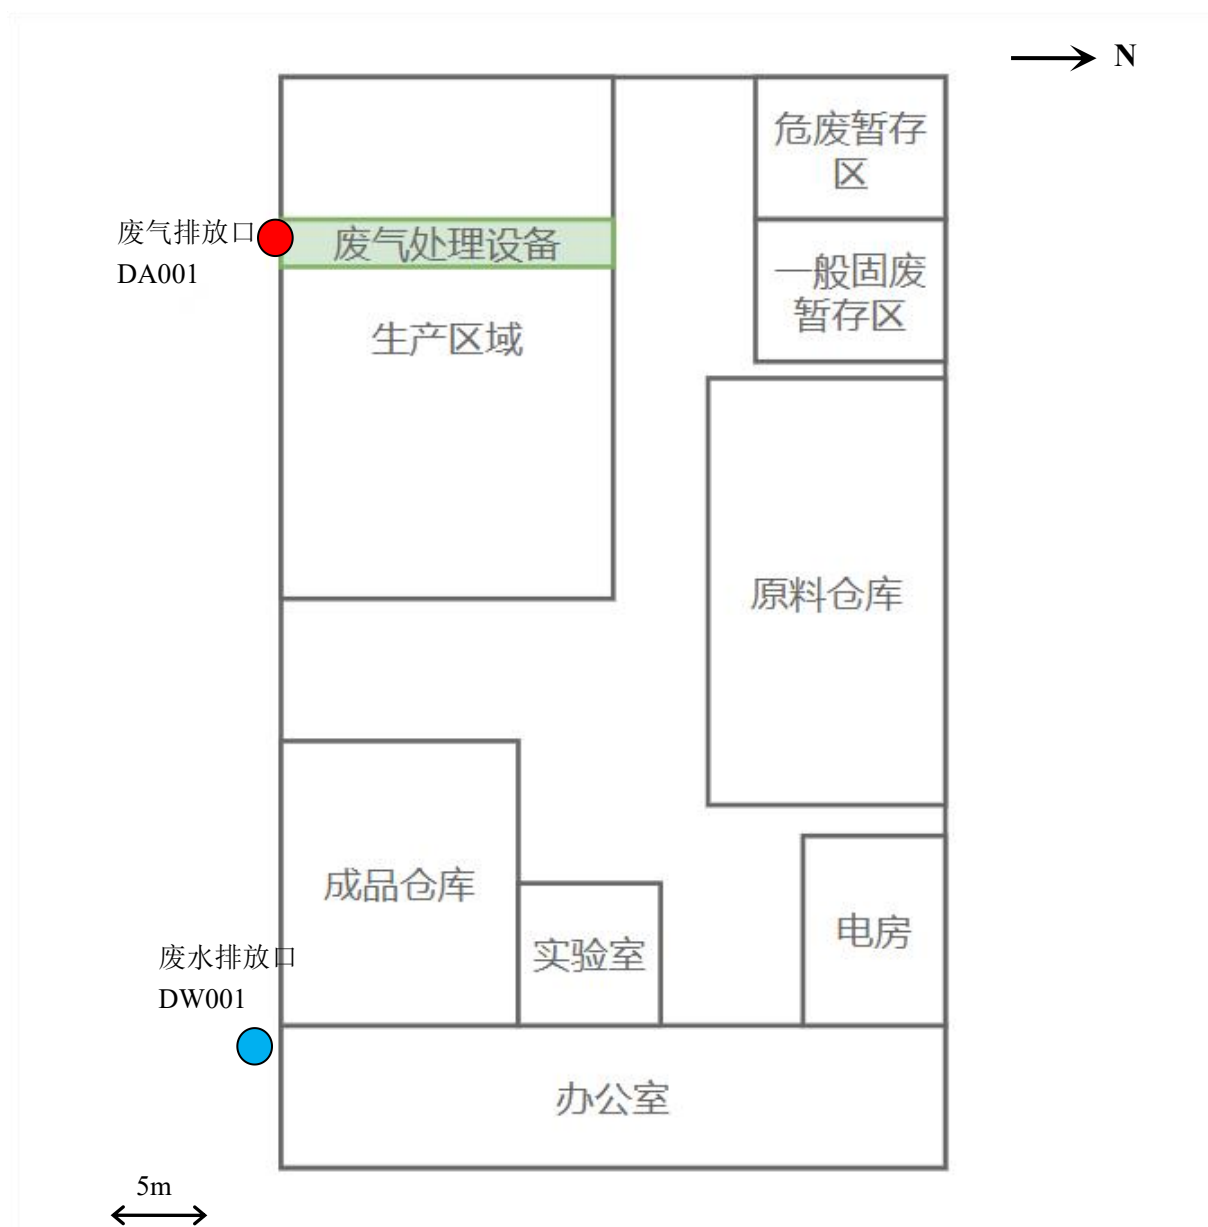 N
危废暂存
区
废气排放口
DA001
废气处理设备
一般固废
暂存区
生产区域
原料仓库
成品仓库
实验室
电房
废水排放口
DW001
办公室
5m